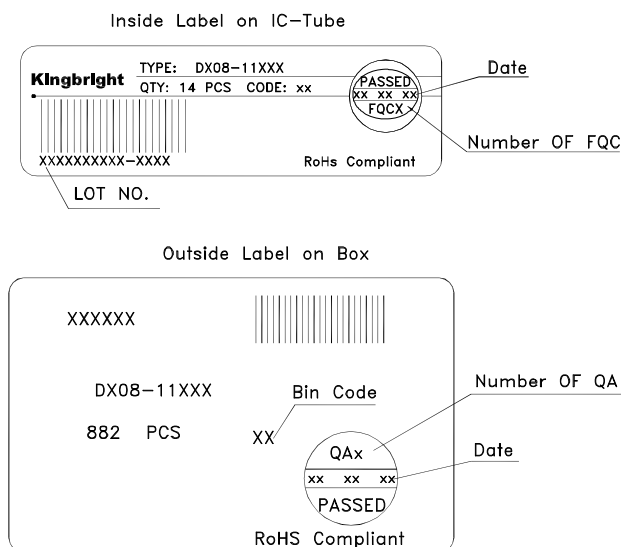 Inside Label on IC-Tube
Kingbright
TYPE: DX08-11XXX
QTY: 14 PCS CODE: xx
PASSED
xx xx xx
FQCX
Date
Number OF FQC
XXXXXXXXXX-XXXX
RoHs Compliant
LOT NO.
Outside Label on Box
XXXXXX
DX08-11XXX
882 PCS
Bin Code
XX
Number OF QA
QAx
Date
xx xx xx
PASSED
RoHS Compliant